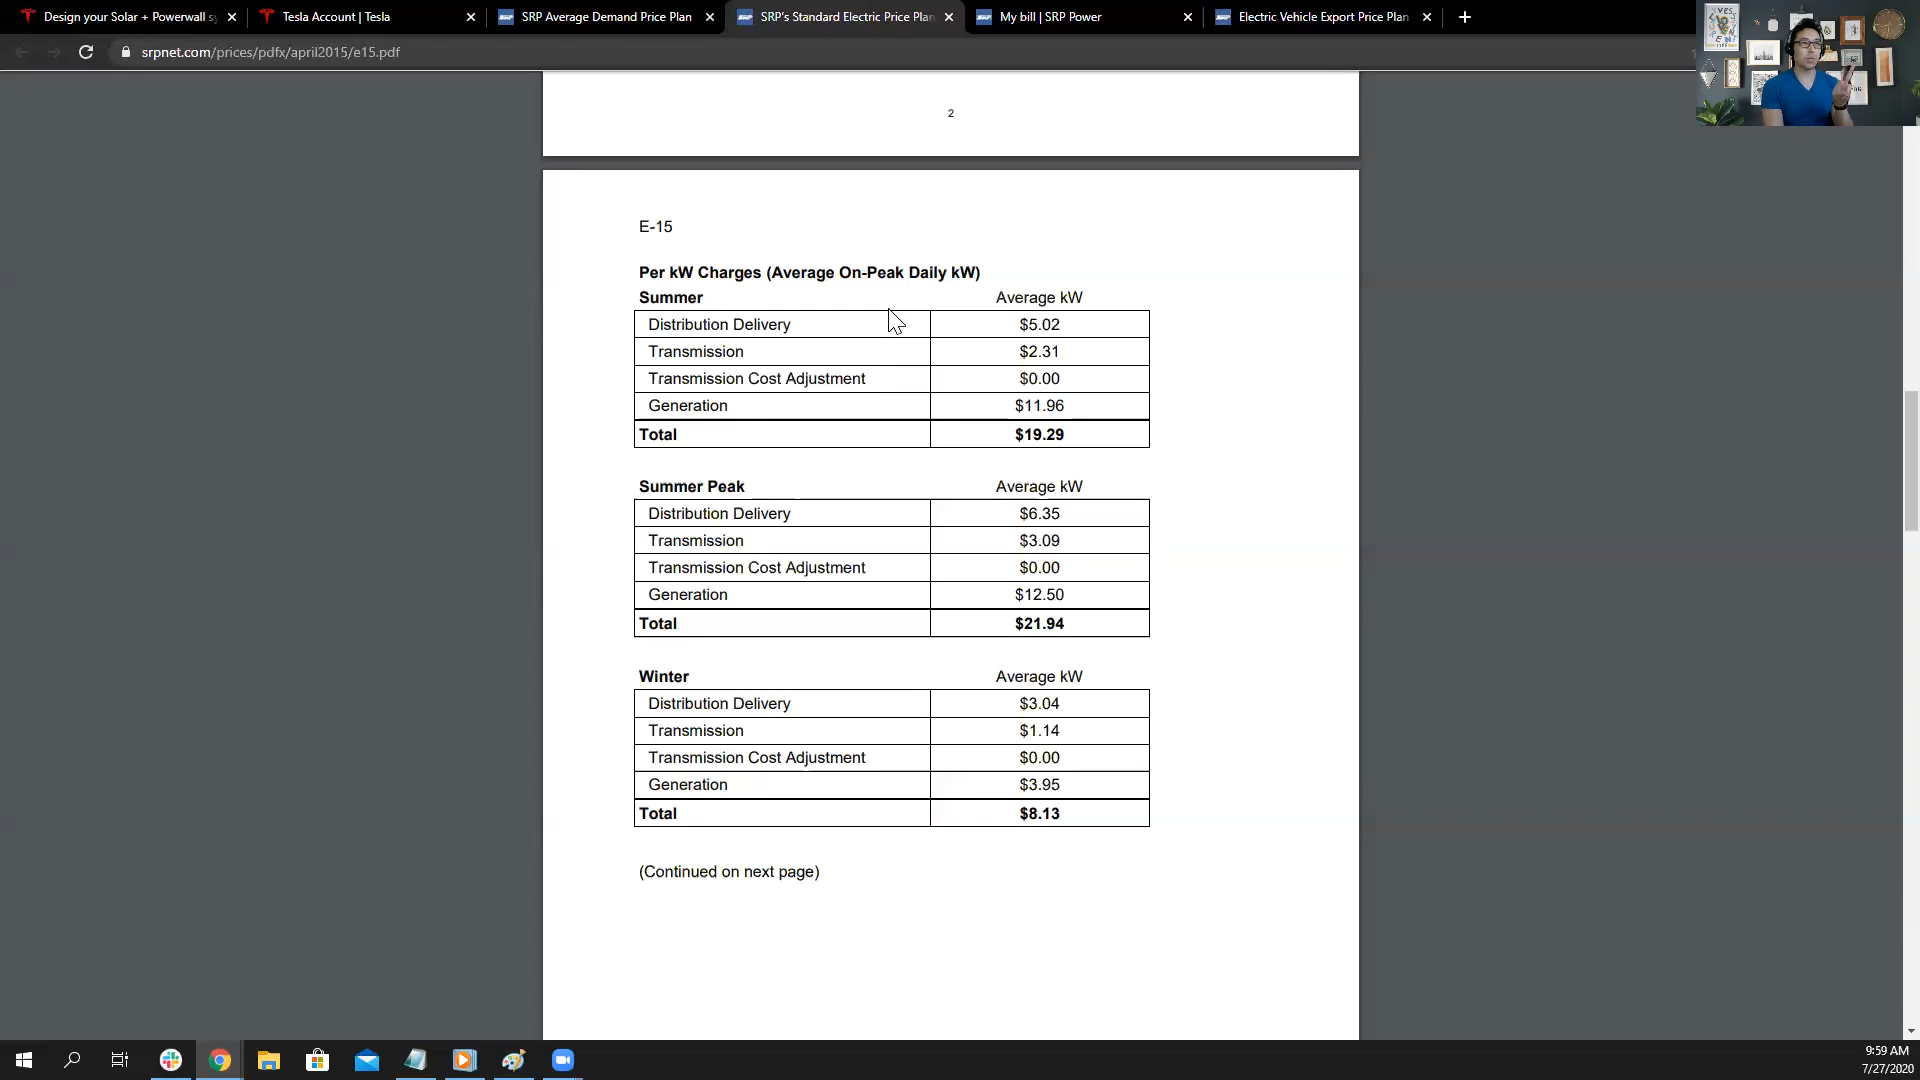 Design your Solar + Powerwall sy
Tesla Account | Tesla
SRP Average Demand Price Plan
SRP's Standard Electric Price Plan
My bill | SRP Power
Electric Vehicle Export Price Plan
srpnet.com/prices/pdfx/april2015/e15.pdf
2
E-15
Per kW Charges (Average On-Peak Daily kW)
Summer Average kW
Distribution Delivery $5.02
Transmission $2.31
Transmission Cost Adjustment $0.00
Generation $11.96
Total $19.29
Summer Peak Average kW
Distribution Delivery $6.35
Transmission $3.09
Transmission Cost Adjustment $0.00
Generation $12.50
Total $21.94
Winter Average kW
Distribution Delivery $3.04
Transmission $1.14
Transmission Cost Adjustment $0.00
Generation $3.95
Total $8.13
(Continued on next page)
9:59 AM
7/27/2020